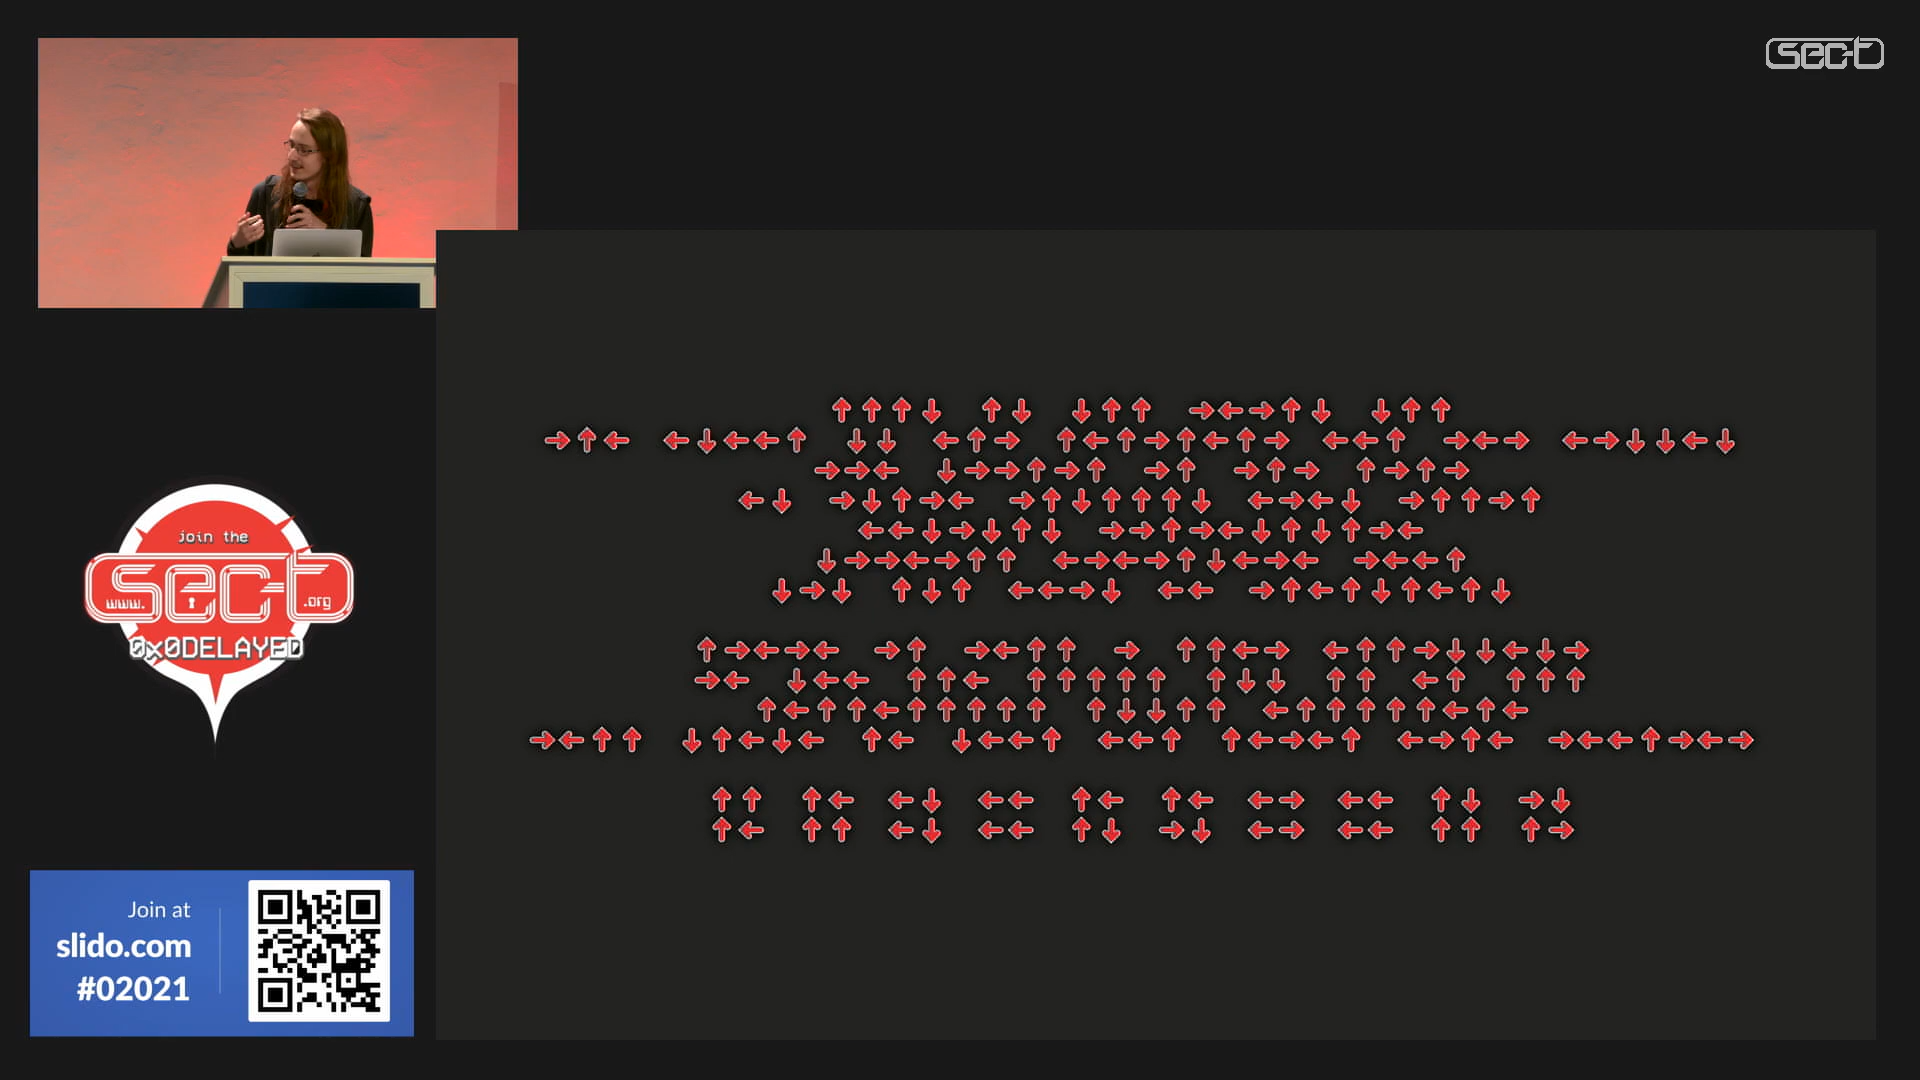 sec-t
↑↑↑↓ ↑↓ ↓↑↑ →←→↑↓ ↓↑↑
→↑← ←↓←←↑ ↓↓ ←↑→ ↑←↑→↑←↑→ ←←↑ →←→ ←→↓↓←↓
→→← ↓→→↑→↑ →↑ →↑→ ↑→↑→
←↓ →↓↑→← →↑↓↑↑↑↓ ←→←↓ →↑↑→↑
←←↓→↓↑↓ →→↑→←↓↑↓↑→←
↓→→←→↑↑ ←→←→↑↓←→← →←←↑
↓→↓ ↑↓↑ ←←→↓ ←← →↑←↑↓↑←↑↓
↑→←→← →↑ →←↑↑ → ↑↑←→ ←↑↑→↓↓←↓→
→← ↓←← ↑↑← ↑↑↑↑↑ ↑↓↓ ↑↑ ←↑ ↑↑↑
↑←↑↑←↑↑↑↑↑ ↑↓↓↑↑ ←↑↑↑↑↑←↑←
→←↑↑ ↓↑←↓← ↑← ↓←←↑ ←←↑ ↑←→←↑ ←→↑← →←←↑→←→
↑↑ ↑← ←↓ ←← ↑← ↑← ←→ ←← ↑↓ →↓
↑← ↑↑ ←↓ ←← ↑↓ →↓ ←→ ←← ↑↑ ↑→
join the
sec-t
www. .org
0x0DELAYED
Join at
slido.com
#02021